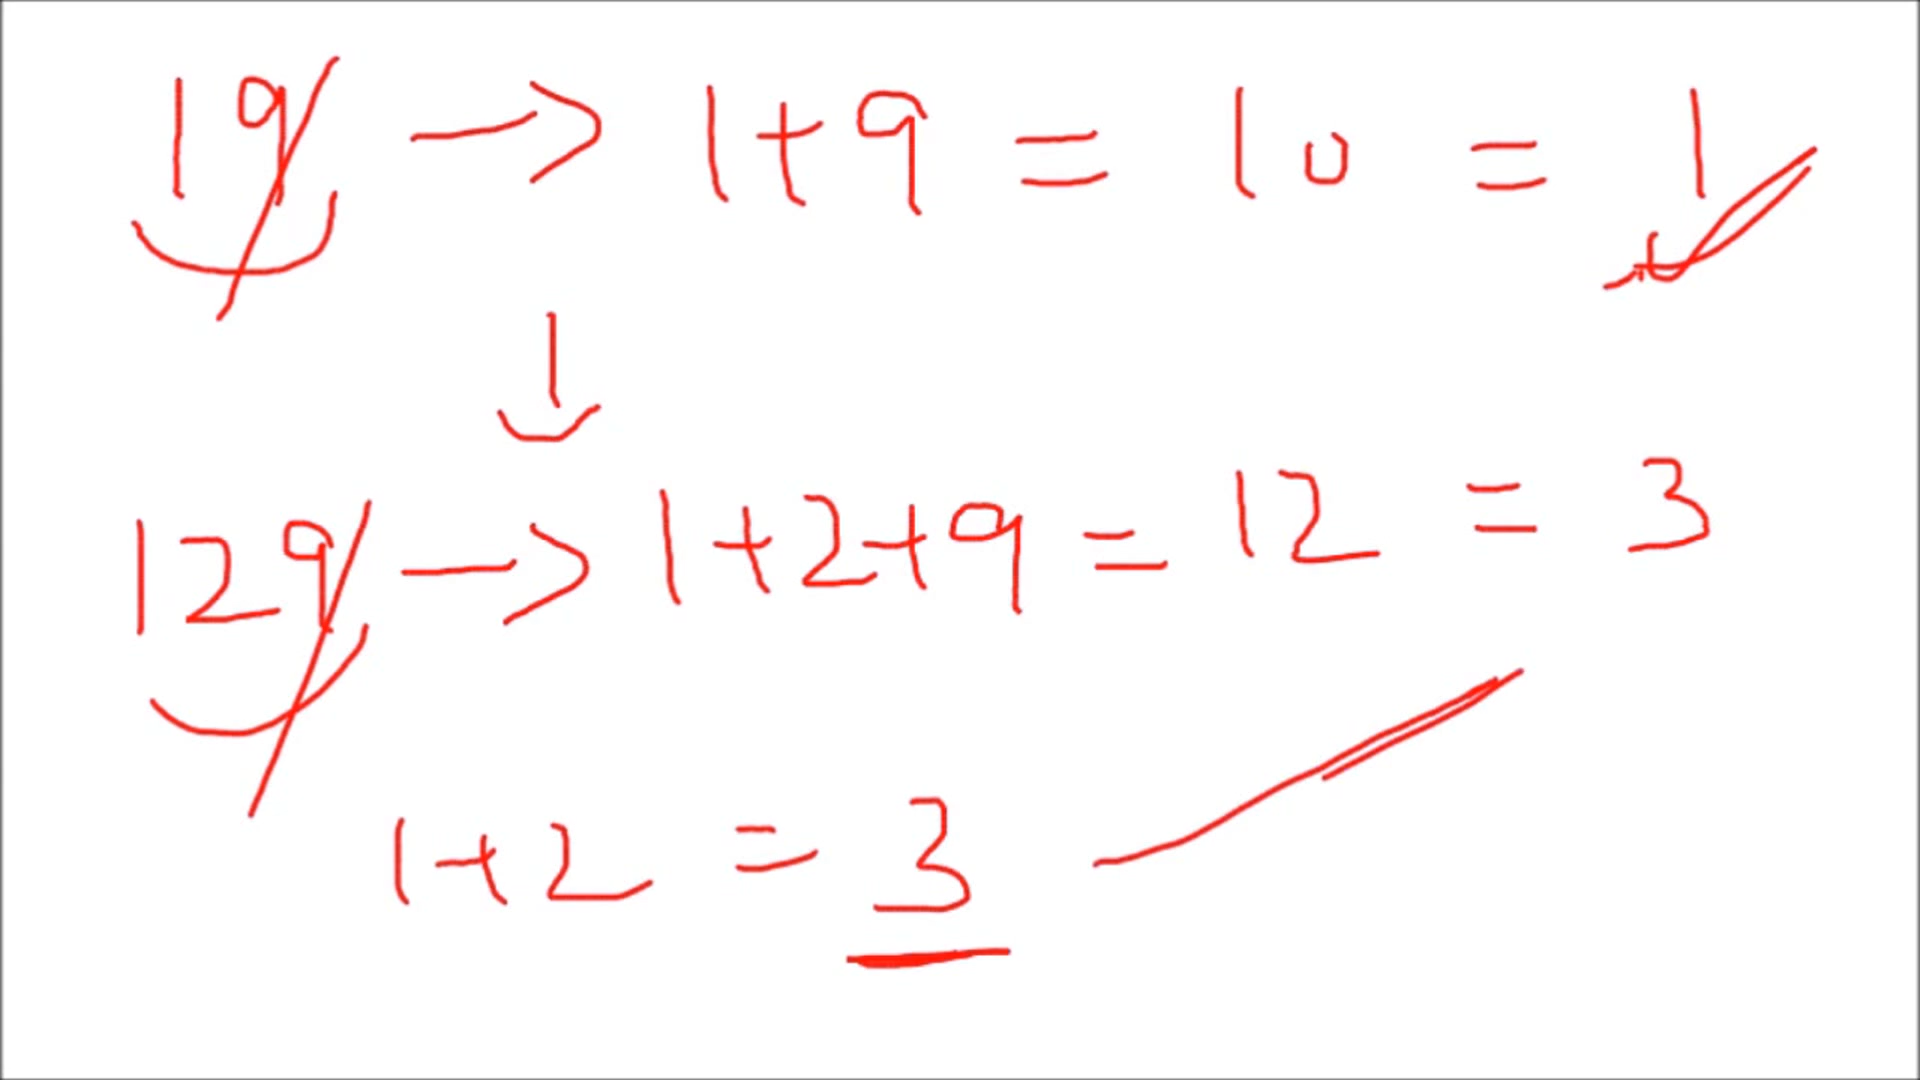 19 → 1+9 = 10 = 1
↓
129 → 1+2+9 = 12 = 3
1+2 = 3